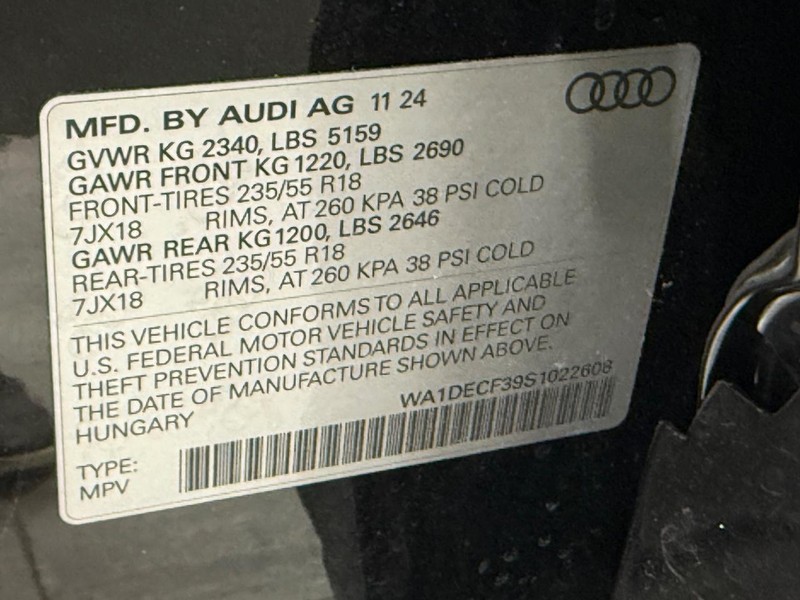 MFD. BY AUDI AG 11 24
GVWR KG 2340, LBS 5159
GAWR FRONT KG 1220, LBS 2690
FRONT-TIRES 235/55 R18
7JX18 RIMS, AT 260 KPA 38 PSI COLD
GAWR REAR KG 1200, LBS 2646
REAR-TIRES 235/55 R18
7JX18 RIMS, AT 260 KPA 38 PSI COLD
THIS VEHICLE CONFORMS TO ALL APPLICABLE
U.S. FEDERAL MOTOR VEHICLE SAFETY AND
THEFT PREVENTION STANDARDS IN EFFECT ON
THE DATE OF MANUFACTURE SHOWN ABOVE.
HUNGARY WA1DECF39S1022608
TYPE:
MPV